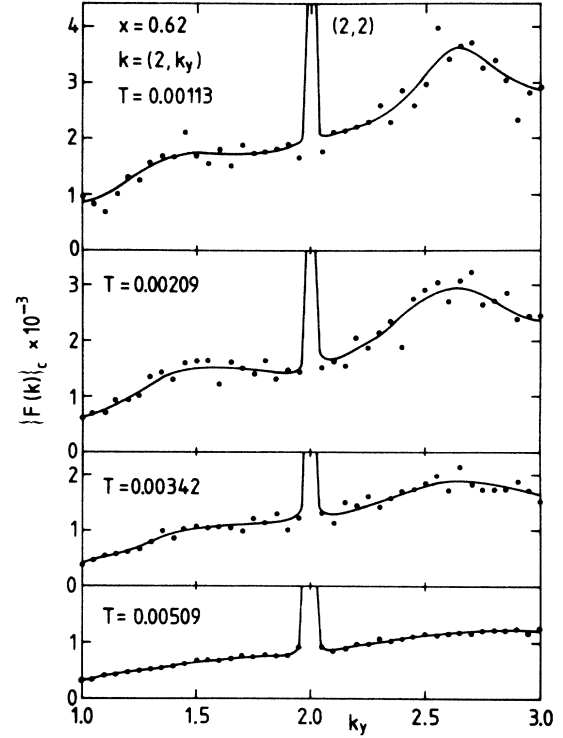 4
x = 0.62
(2,2)
k = (2, ky)
3
T = 0.00113
2
1
0
3
T = 0.00209
2
1
0
2
T = 0.00342
1
0
T = 0.00509
1
0
1.0 1.5 2.0 2.5 3.0
ky
{F(k)}c × 10⁻³